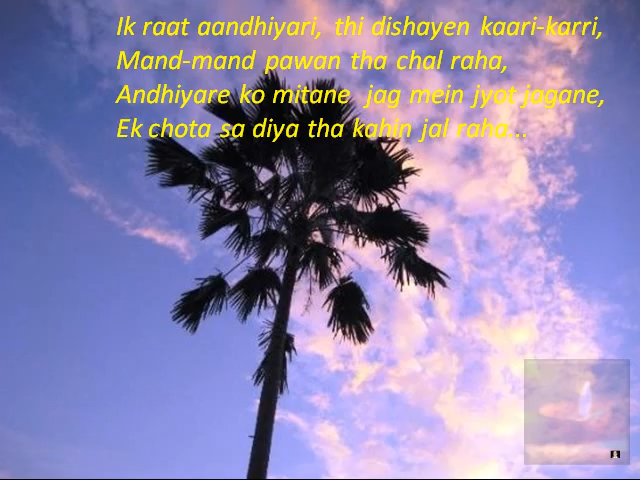 Ik raat aandhiyari, thi dishayen kaari-karri,
Mand-mand pawan tha chal raha,
Andhiyare ko mitane jag mein jyot jagane,
Ek chota sa diya tha kahin jal raha...